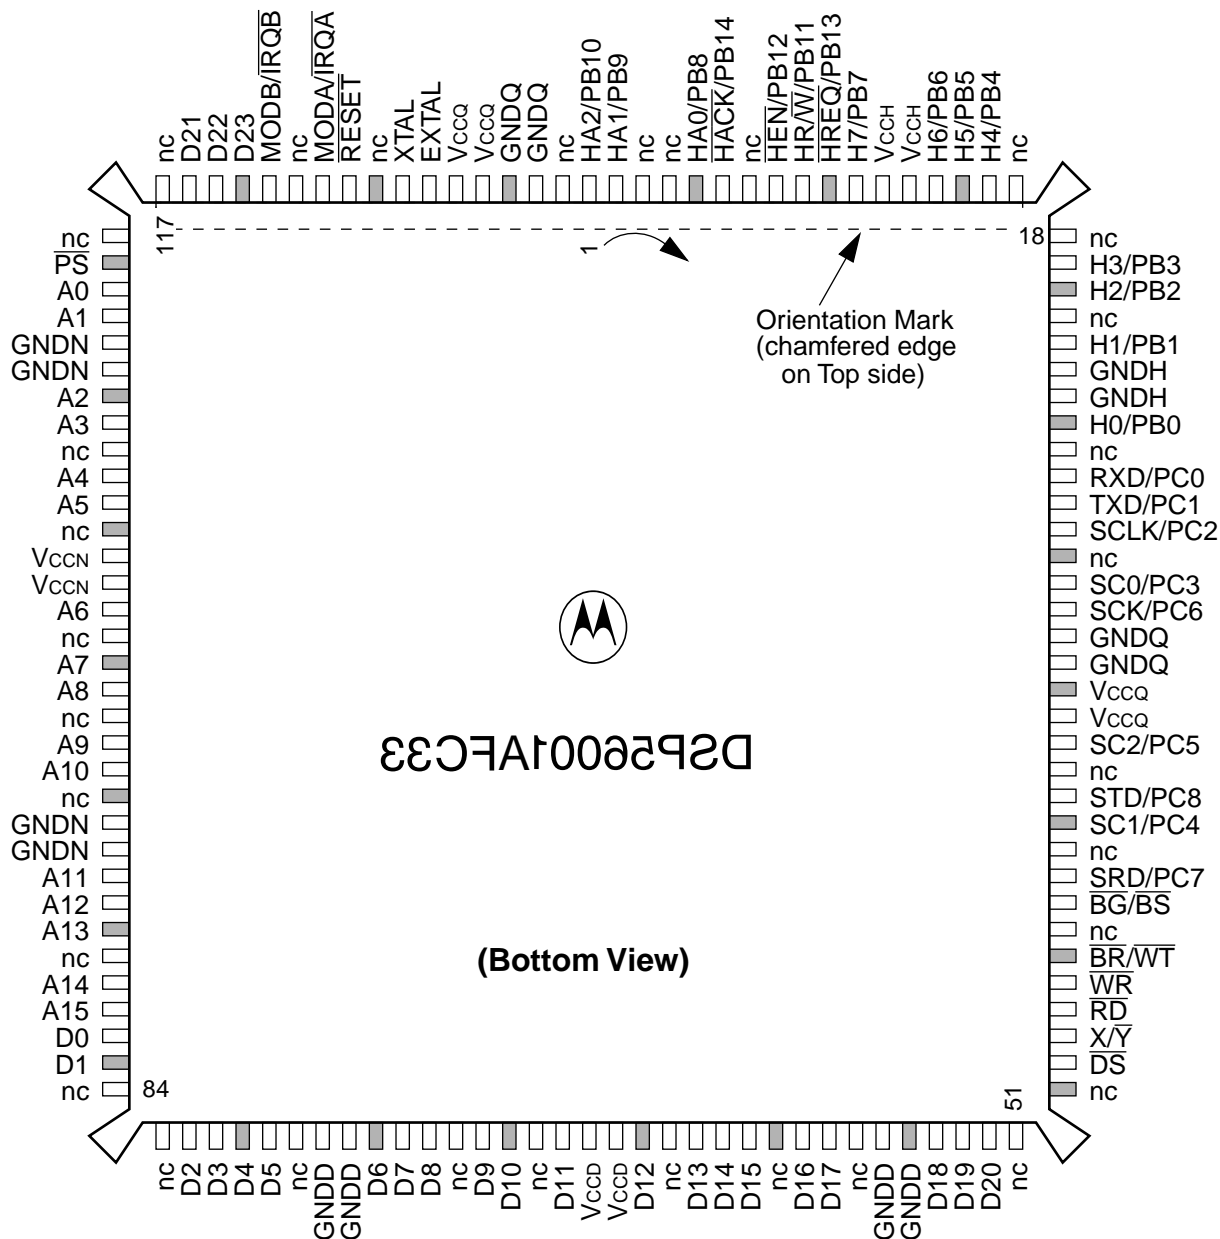 nc
D21
D22
D23
MODB/IRQB
nc
MODA/IRQA
RESET
nc
XTAL
EXTAL
VCCQ
VCCQ
GNDQ
GNDQ
nc
HA2/PB10
HA1/PB9
nc
nc
HA0/PB8
HACK/PB14
nc
HEN/PB12
HR/W/PB11
HREQ/PB13
H7/PB7
VCCH
VCCH
H6/PB6
H5/PB5
H4/PB4
nc
117
1
18
nc
PS
A0
A1
GNDN
GNDN
A2
A3
nc
A4
A5
nc
VCCN
VCCN
A6
nc
A7
A8
nc
A9
A10
nc
GNDN
GNDN
A11
A12
A13
nc
A14
A15
D0
D1
nc
Orientation Mark
(chamfered edge
on Top side)
DSP56001AFC33
(Bottom View)
nc
H3/PB3
H2/PB2
nc
H1/PB1
GNDH
GNDH
H0/PB0
nc
RXD/PC0
TXD/PC1
SCLK/PC2
nc
SC0/PC3
SCK/PC6
GNDQ
GNDQ
VCCQ
VCCQ
SC2/PC5
nc
STD/PC8
SC1/PC4
nc
SRD/PC7
BG/BS
nc
BR/WT
WR
RD
X/Y
DS
nc
84
51
nc
D2
D3
D4
D5
nc
GNDD
GNDD
D6
D7
D8
nc
D9
D10
nc
D11
VCCD
VCCD
D12
nc
D13
D14
D15
nc
D16
D17
nc
GNDD
GNDD
D18
D19
D20
nc